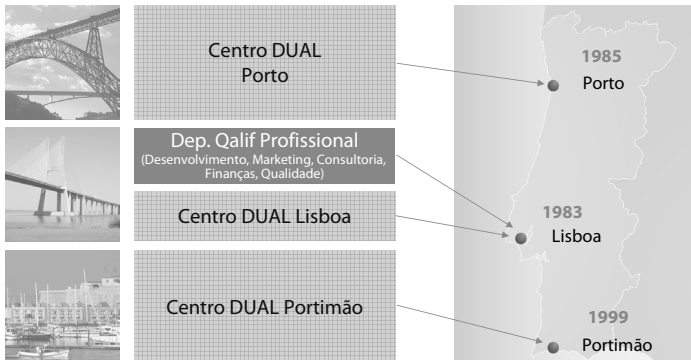 Centro DUAL
Porto
Dep. Qalif Profissional
(Desenvolvimento, Marketing, Consultoria,
Finanças, Qualidade)
Centro DUAL Lisboa
Centro DUAL Portimão
1985
Porto
1983
Lisboa
1999
Portimão